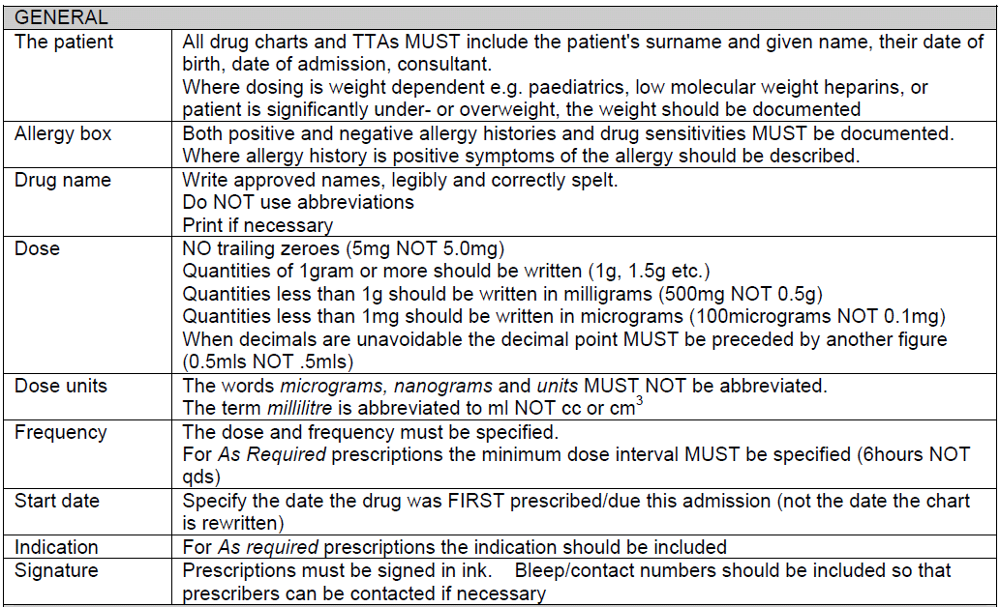 GENERAL
The patient
All drug charts and TTAs MUST include the patient's surname and given name, their date of
birth, date of admission, consultant.
Where dosing is weight dependent e.g. paediatrics, low molecular weight heparins, or
patient is significantly under- or overweight, the weight should be documented
Allergy box
Both positive and negative allergy histories and drug sensitivities MUST be documented.
Where allergy history is positive symptoms of the allergy should be described.
Drug name
Write approved names, legibly and correctly spelt.
Do NOT use abbreviations
Print if necessary
Dose
NO trailing zeroes (5mg NOT 5.0mg)
Quantities of 1gram or more should be written (1g, 1.5g etc.)
Quantities less than 1g should be written in milligrams (500mg NOT 0.5g)
Quantities less than 1mg should be written in micrograms (100micrograms NOT 0.1mg)
When decimals are unavoidable the decimal point MUST be preceded by another figure
(0.5mls NOT .5mls)
Dose units
The words micrograms, nanograms and units MUST NOT be abbreviated.
The term millilitre is abbreviated to ml NOT cc or cm³
Frequency
The dose and frequency must be specified.
For As Required prescriptions the minimum dose interval MUST be specified (6hours NOT
qds)
Start date
Specify the date the drug was FIRST prescribed/due this admission (not the date the chart
is rewritten)
Indication
For As required prescriptions the indication should be included
Signature
Prescriptions must be signed in ink. Bleep/contact numbers should be included so that
prescribers can be contacted if necessary